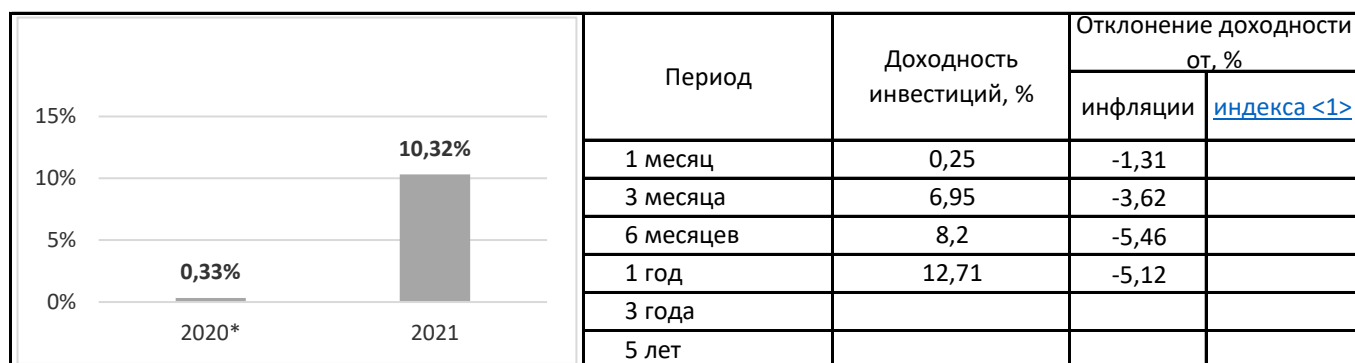 15%
10%
5%
0%
0,33%
10,32%
2020* 2021
Период Доходность инвестиций, % Отклонение доходности от, %
инфляции индекса <1>
1 месяц 0,25 -1,31
3 месяца 6,95 -3,62
6 месяцев 8,2 -5,46
1 год 12,71 -5,12
3 года
5 лет